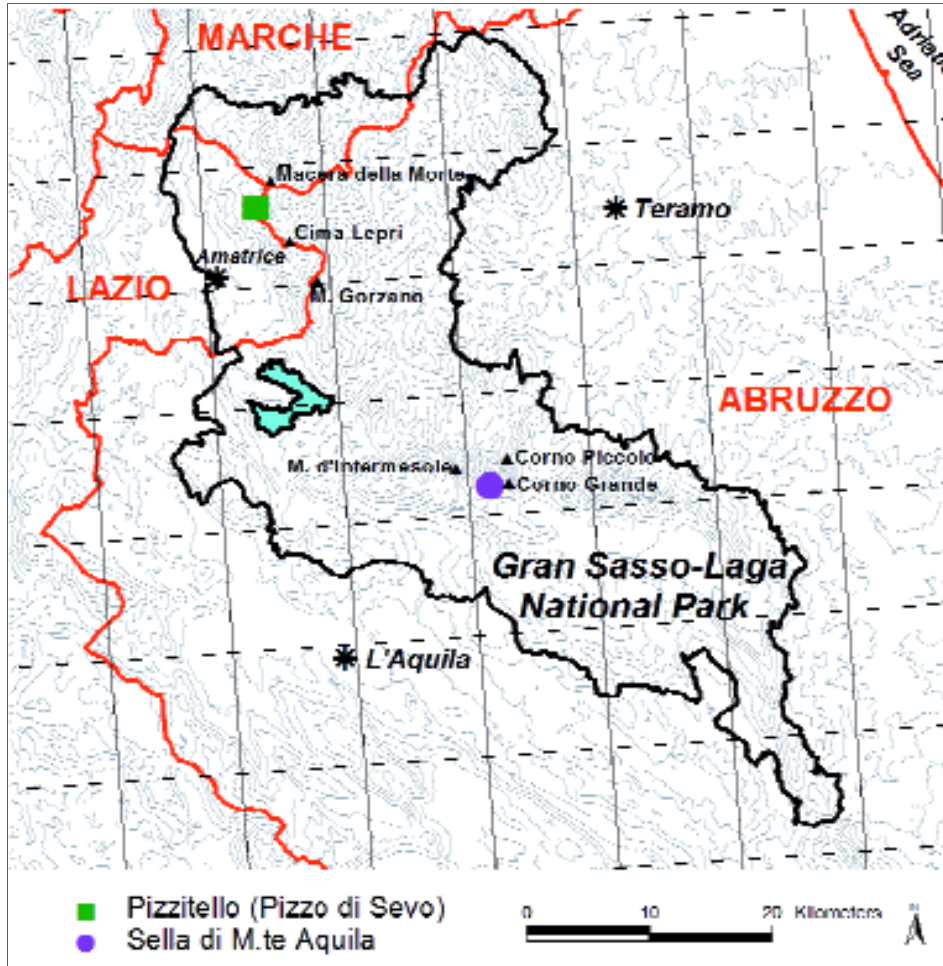 MARCHE
Adriatic
Sea
Macera della Morte
Teramo
Cima Lepri
Amatrice
LAZIO
M. Gorzano
ABRUZZO
Corno Piccolo
M. d'Intermesole
Corno Grande
Gran Sasso-Laga
National Park
L'Aquila
Pizzitello (Pizzo di Sevo)
0 10 20 Kilometers
N
Sella di M.te Aquila